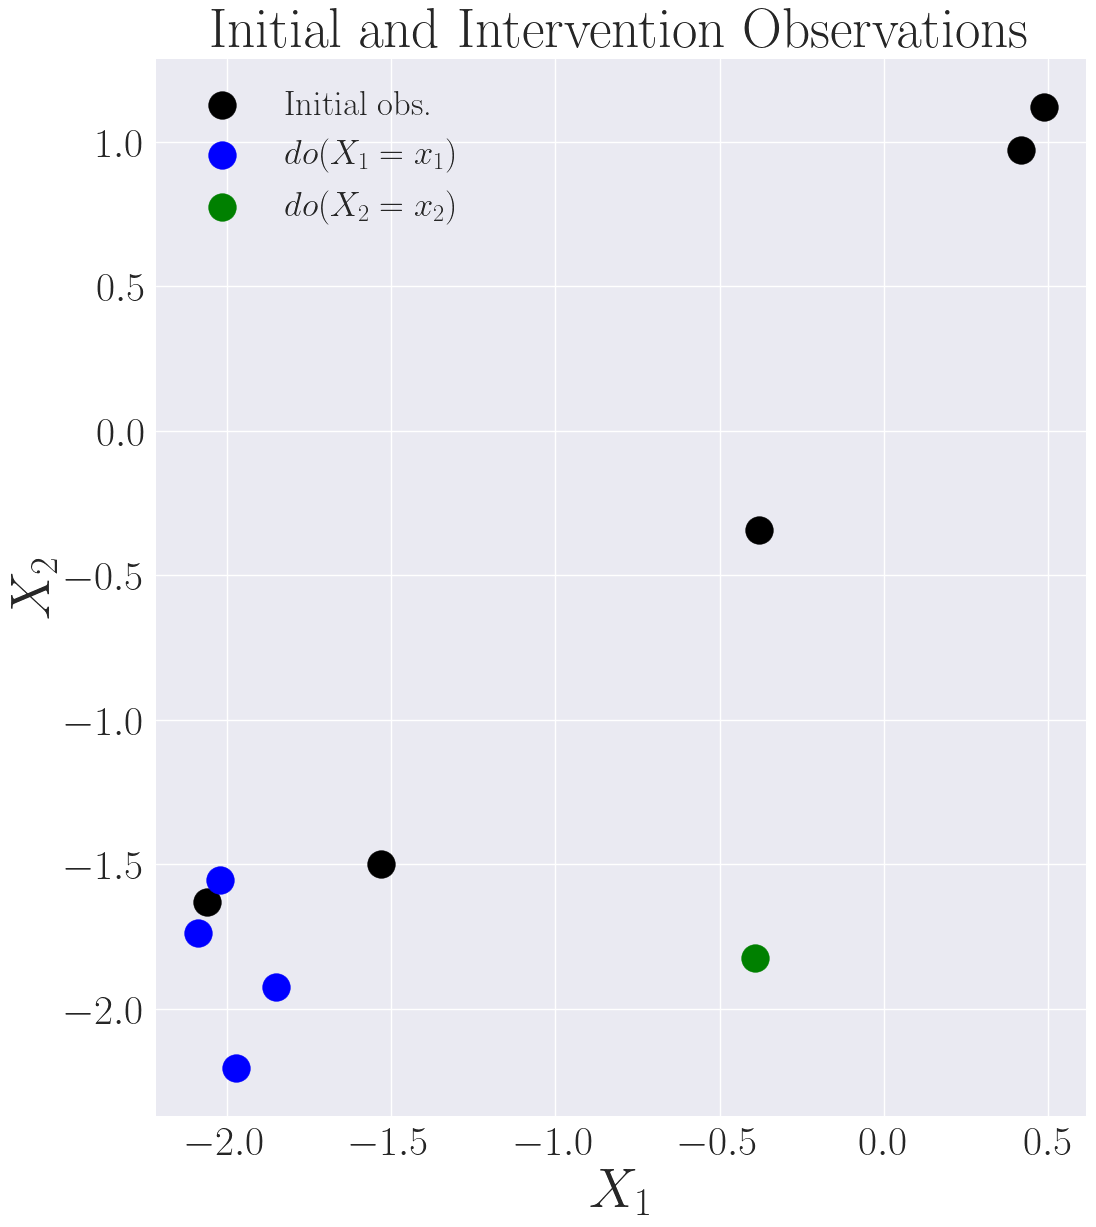 Initial and Intervention Observations
Initial obs.
do(X₁ = x₁)
do(X₂ = x₂)
1.0
0.5
0.0
−0.5
−1.0
−1.5
−2.0
X₂
−2.0 −1.5 −1.0 −0.5 0.0 0.5
X₁